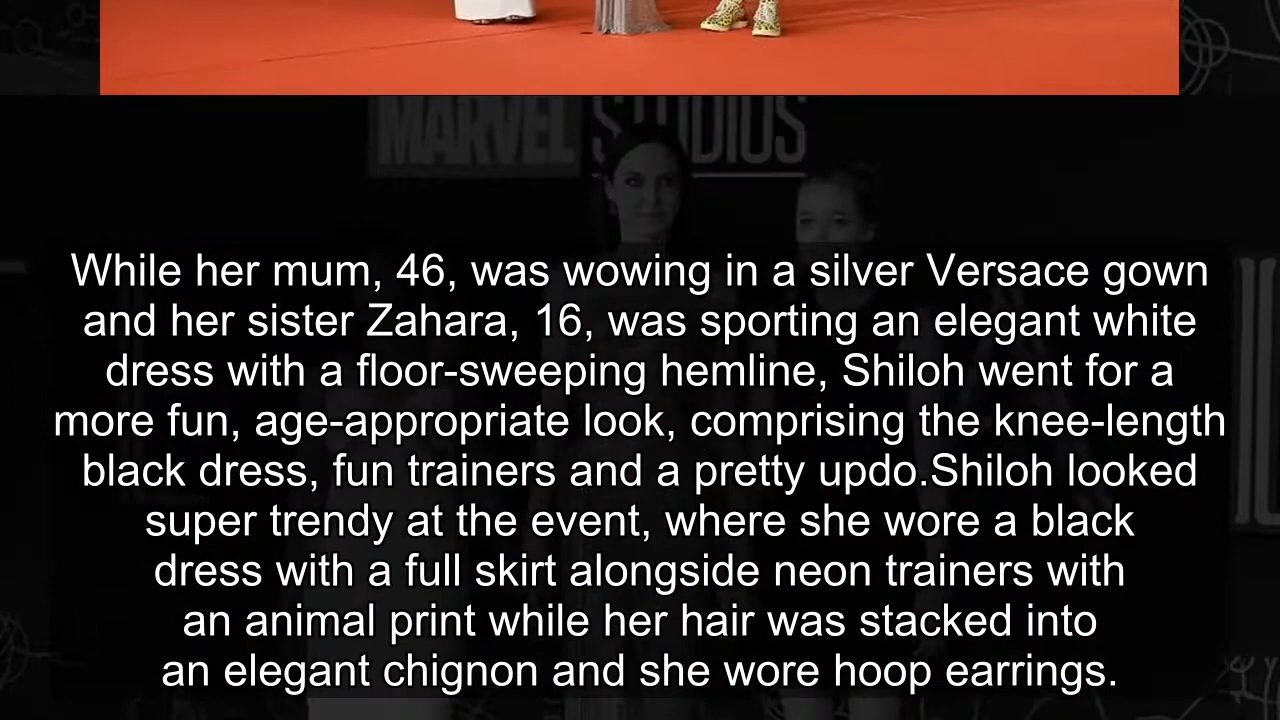 MARVEL STUDIOS
While her mum, 46, was wowing in a silver Versace gown
and her sister Zahara, 16, was sporting an elegant white
dress with a floor-sweeping hemline, Shiloh went for a
more fun, age-appropriate look, comprising the knee-length
black dress, fun trainers and a pretty updo.Shiloh looked
super trendy at the event, where she wore a black
dress with a full skirt alongside neon trainers with
an animal print while her hair was stacked into
an elegant chignon and she wore hoop earrings.